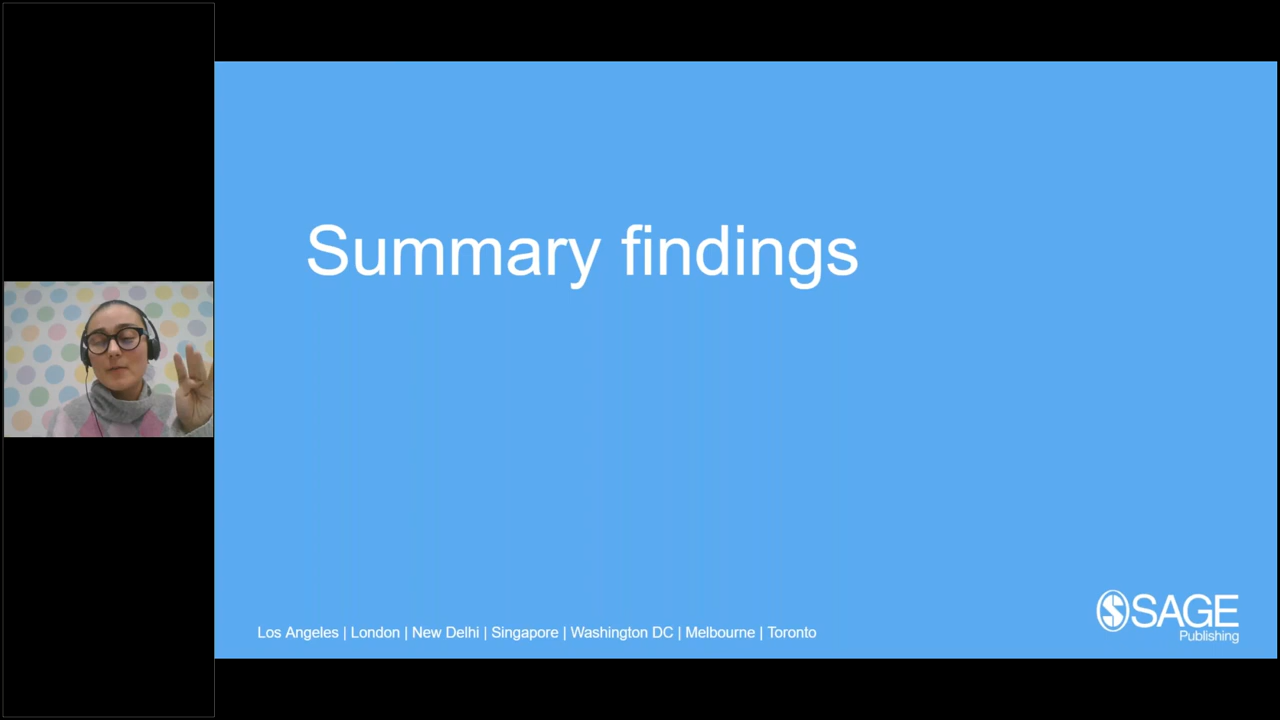 Summary findings
Los Angeles | London | New Delhi | Singapore | Washington DC | Melbourne | Toronto
SAGE
Publishing